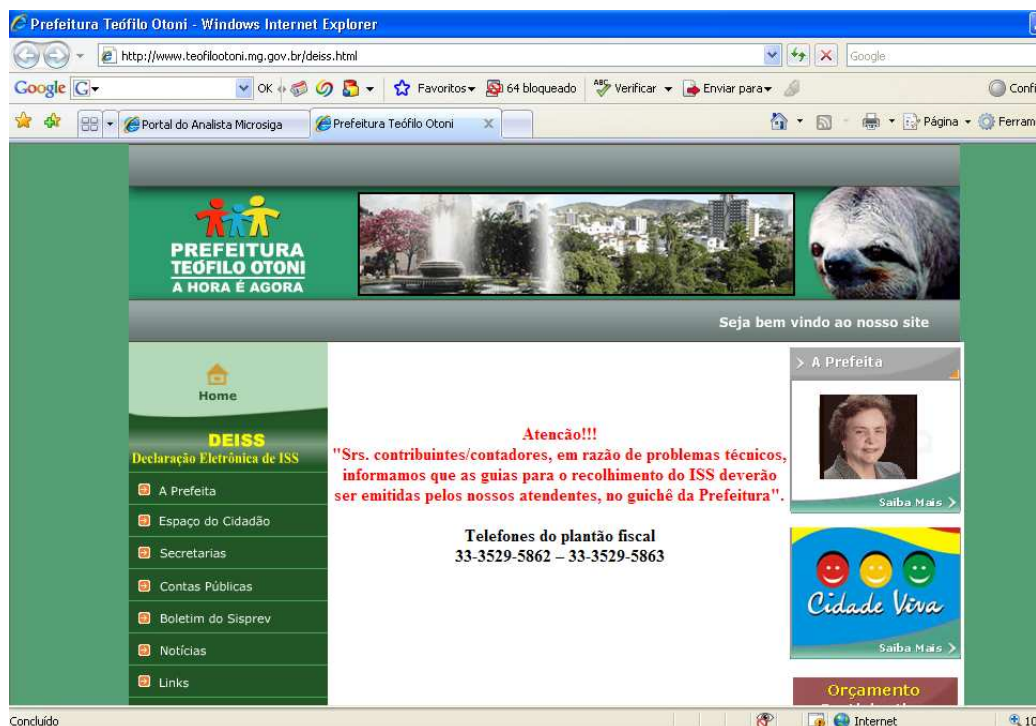 Prefeitura Teófilo Otoni - Windows Internet Explorer
http://www.teofilootoni.mg.gov.br/deiss.html
Google
Google G
OK
Favoritos
64 bloqueado
ABC Verificar
Enviar para
Confi
Portal do Analista Microsiga
Prefeitura Teófilo Otoni
Página
Ferram
PREFEITURA
TEÓFILO OTONI
A HORA É AGORA
Seja bem vindo ao nosso site
Home
DEISS
Declaração Eletrônica de ISS
A Prefeita
Espaço do Cidadão
Secretarias
Contas Públicas
Boletim do Sisprev
Notícias
Links
Atencão!!!
"Srs. contribuintes/contadores, em razão de problemas técnicos,
informamos que as guias para o recolhimento do ISS deverão
ser emitidas pelos nossos atendentes, no guichê da Prefeitura".
Telefones do plantão fiscal
33-3529-5862 – 33-3529-5863
A Prefeita
Saiba Mais
Cidade Viva
Saiba Mais
Orçamento
Concluído
Internet
10